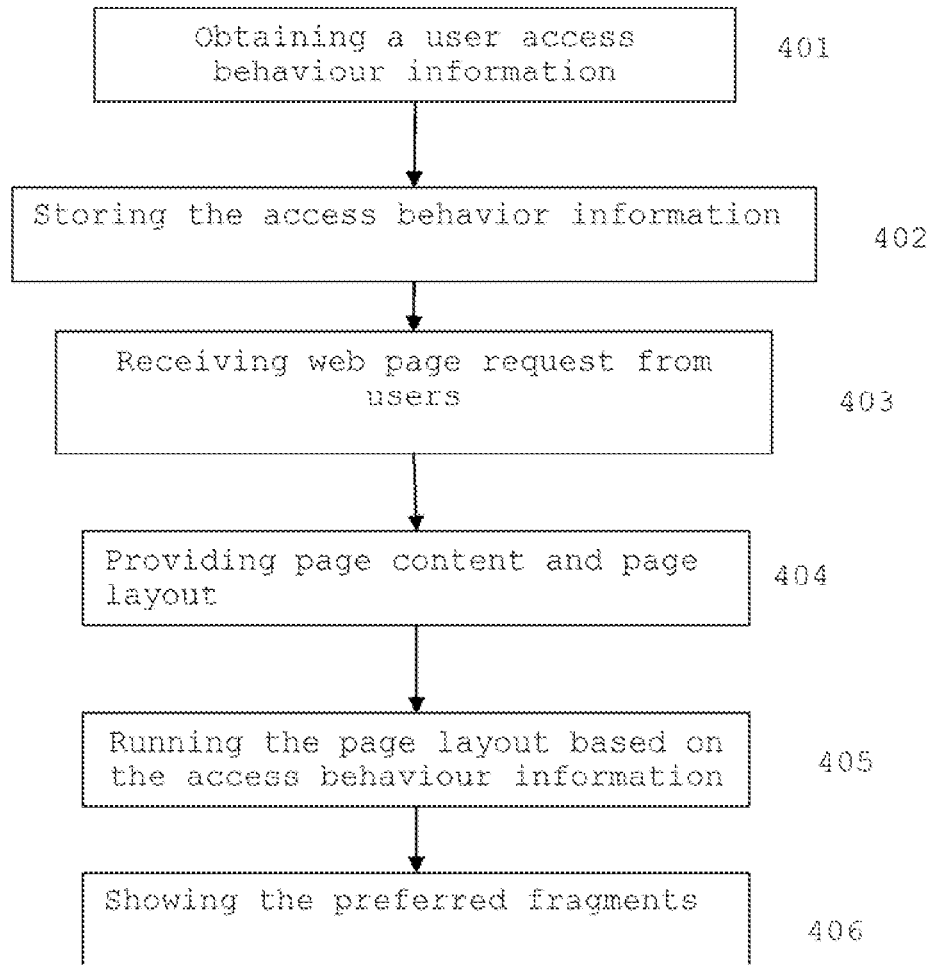 Obtaining a user access
behaviour information
401
Storing the access behavior information
402
Receiving web page request from
users
403
Providing page content and page
layout
404
Running the page layout based on
the access behaviour information
405
Showing the preferred fragments
406